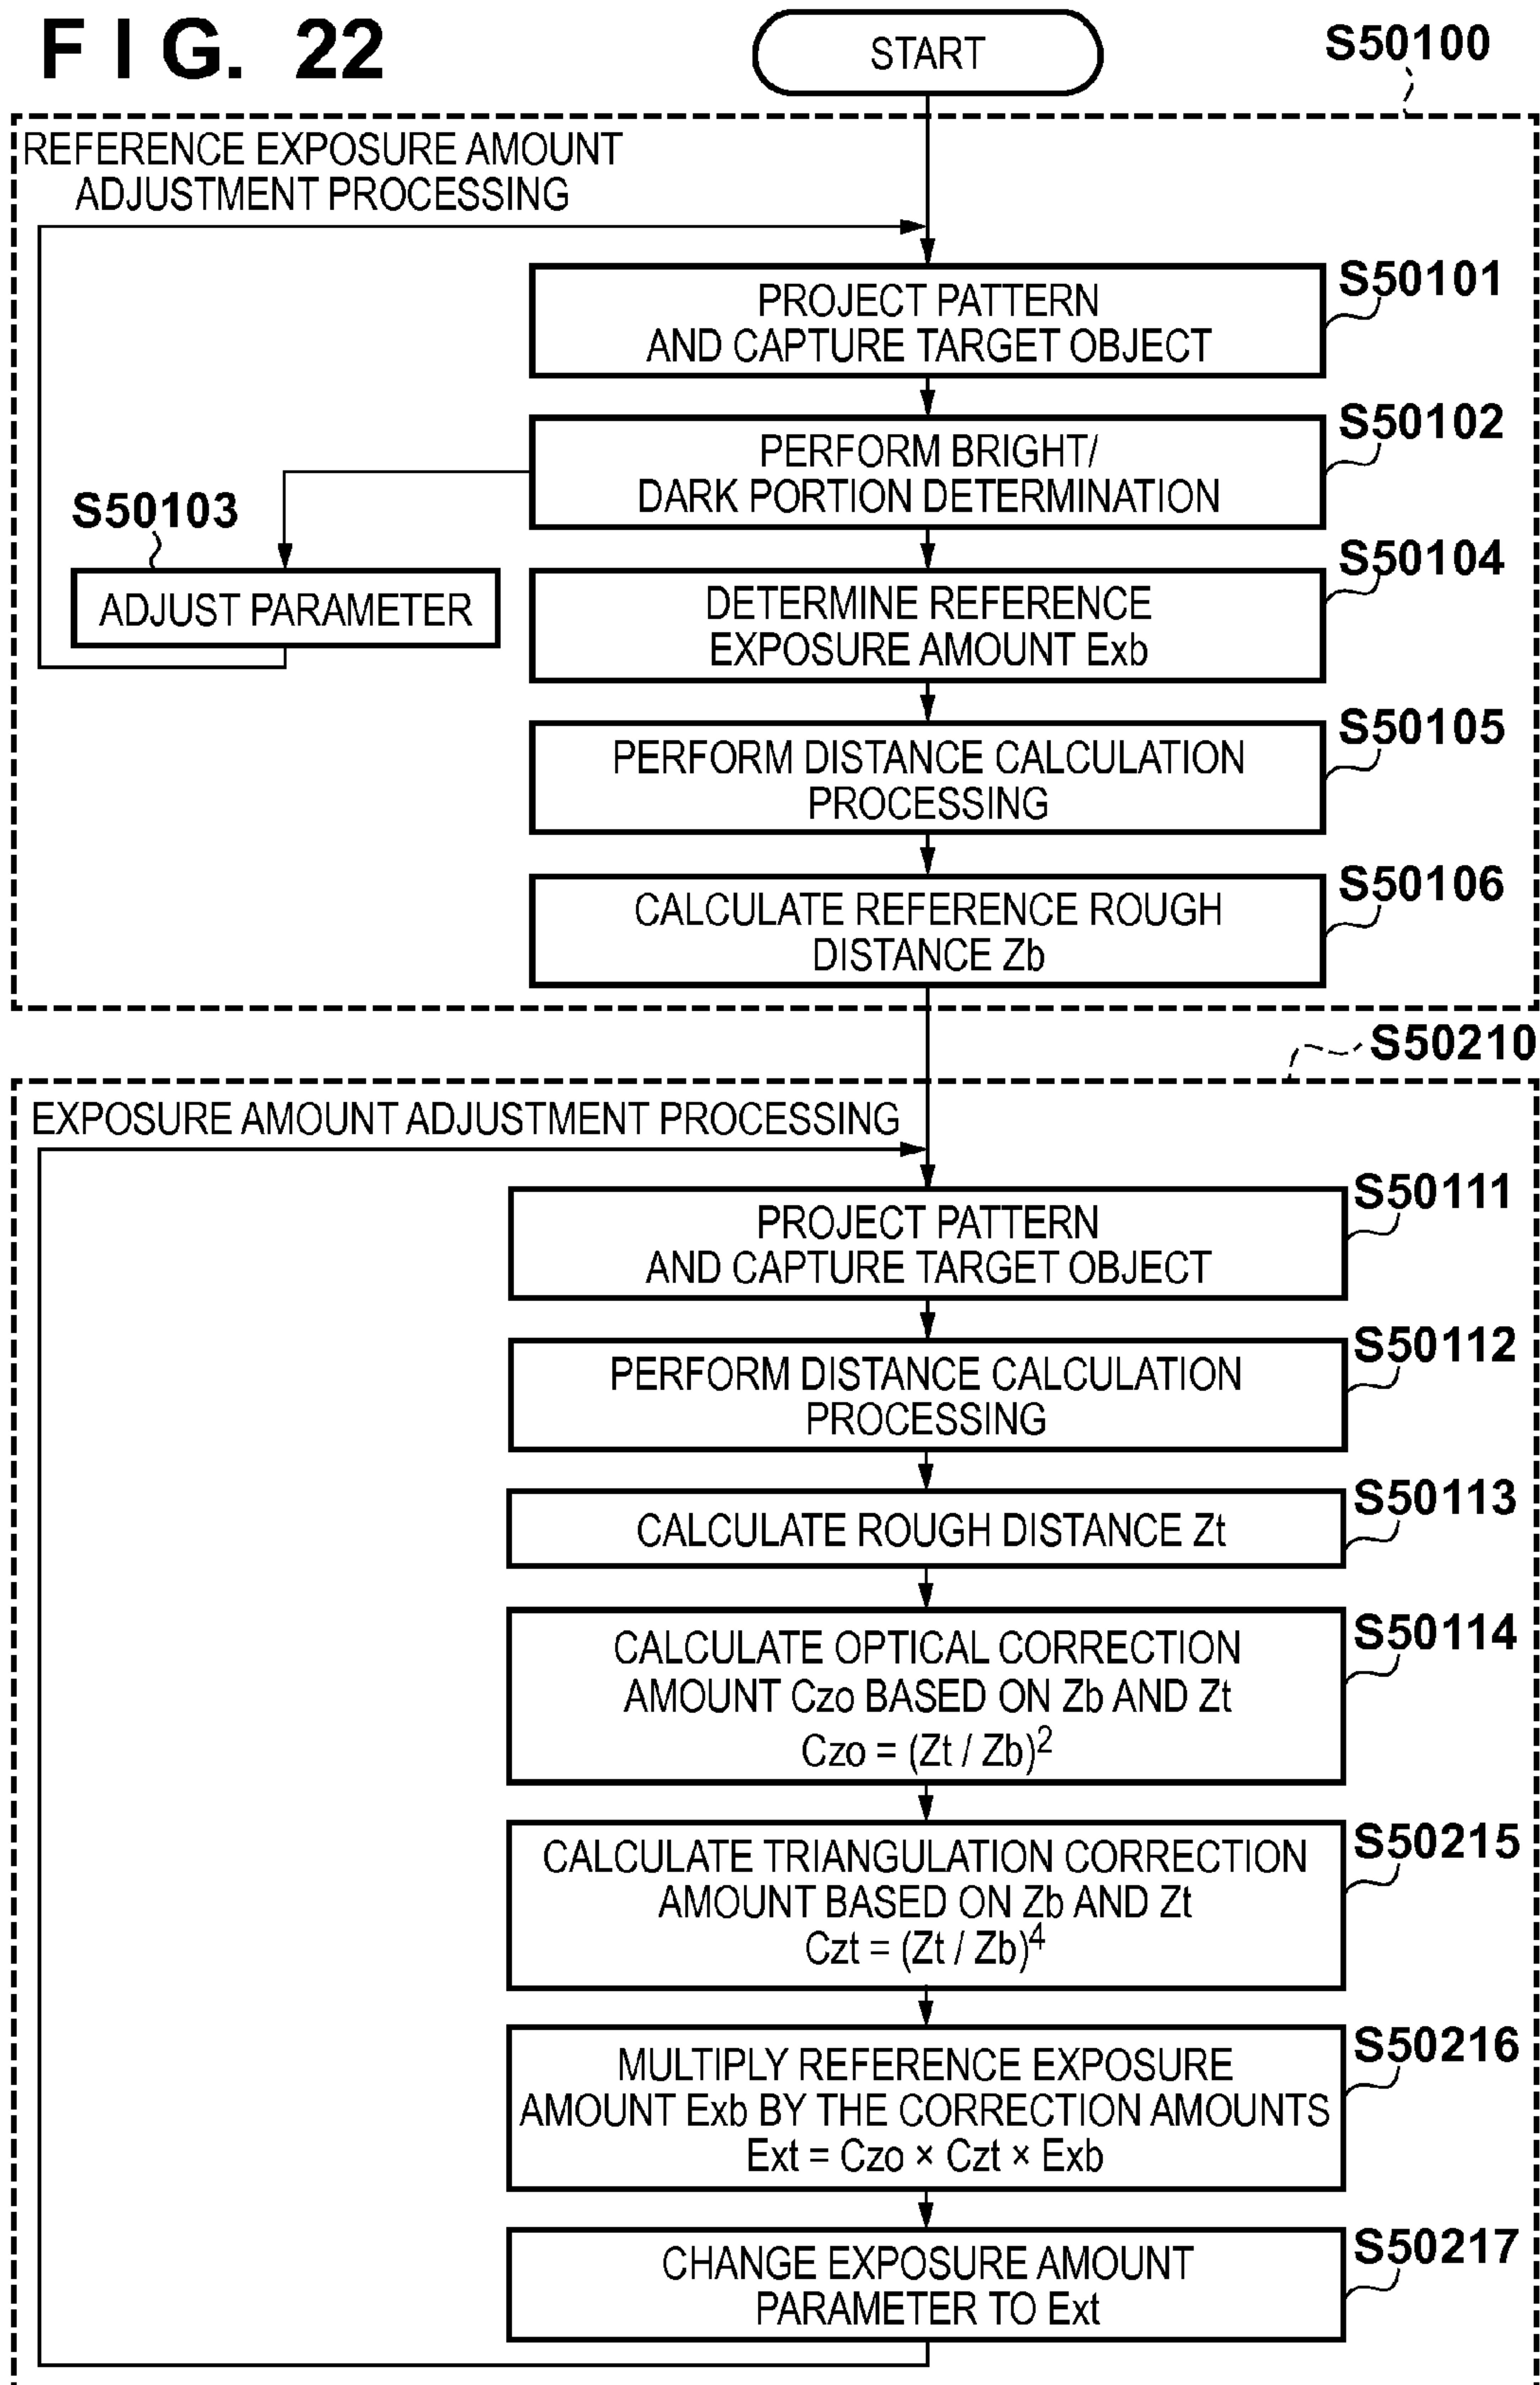 FIG. 22
START
S50100
REFERENCE EXPOSURE AMOUNT
ADJUSTMENT PROCESSING
S50101
PROJECT PATTERN
AND CAPTURE TARGET OBJECT
S50102
PERFORM BRIGHT/
DARK PORTION DETERMINATION
S50103
ADJUST PARAMETER
S50104
DETERMINE REFERENCE
EXPOSURE AMOUNT Exb
S50105
PERFORM DISTANCE CALCULATION
PROCESSING
S50106
CALCULATE REFERENCE ROUGH
DISTANCE Zb
S50210
EXPOSURE AMOUNT ADJUSTMENT PROCESSING
S50111
PROJECT PATTERN
AND CAPTURE TARGET OBJECT
S50112
PERFORM DISTANCE CALCULATION
PROCESSING
S50113
CALCULATE ROUGH DISTANCE Zt
S50114
CALCULATE OPTICAL CORRECTION
AMOUNT Czo BASED ON Zb AND Zt
Czo = (Zt / Zb)²
S50215
CALCULATE TRIANGULATION CORRECTION
AMOUNT BASED ON Zb AND Zt
Czt = (Zt / Zb)⁴
S50216
MULTIPLY REFERENCE EXPOSURE
AMOUNT Exb BY THE CORRECTION AMOUNTS
Ext = Czo × Czt × Exb
S50217
CHANGE EXPOSURE AMOUNT
PARAMETER TO Ext